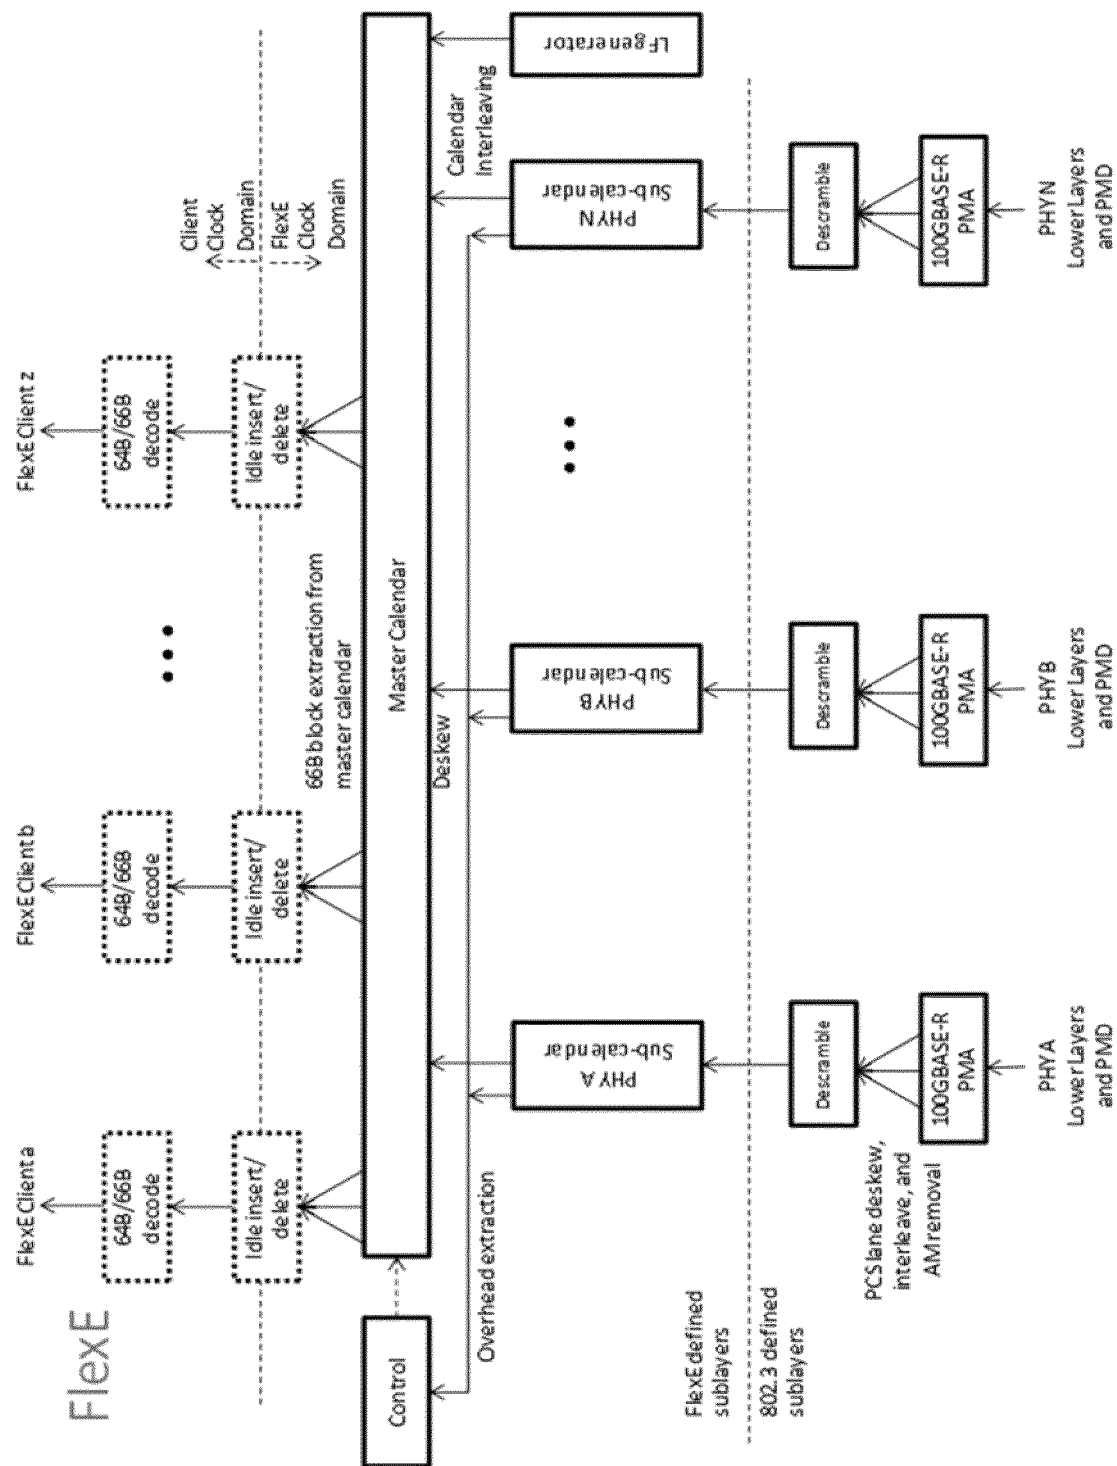 FlexE
FlexE Client a
FlexE Client b
FlexE Client z
64B/66B
decode
64B/66B
decode
64B/66B
decode
Client
Clock
Domain
FlexE
Clock
Domain
Idle insert/
delete
Idle insert/
delete
Idle insert/
delete
66B block extraction from
master calendar
Control
Master Calendar
Deskew
Calendar
Interleaving
Overhead extraction
PHY A
Sub-calendar
PHYB
Sub-calendar
PHYN
Sub-calendar
LF generator
FlexE defined
sublayers
802.3 defined
sublayers
Descramble
Descramble
Descramble
PCS lane deskew,
interleave, and
AM removal
100GBASE-R
PMA
100GBASE-R
PMA
100GBASE-R
PMA
PHY A
Lower Layers
and PMD
PHYB
Lower Layers
and PMD
PHYN
Lower Layers
and PMD